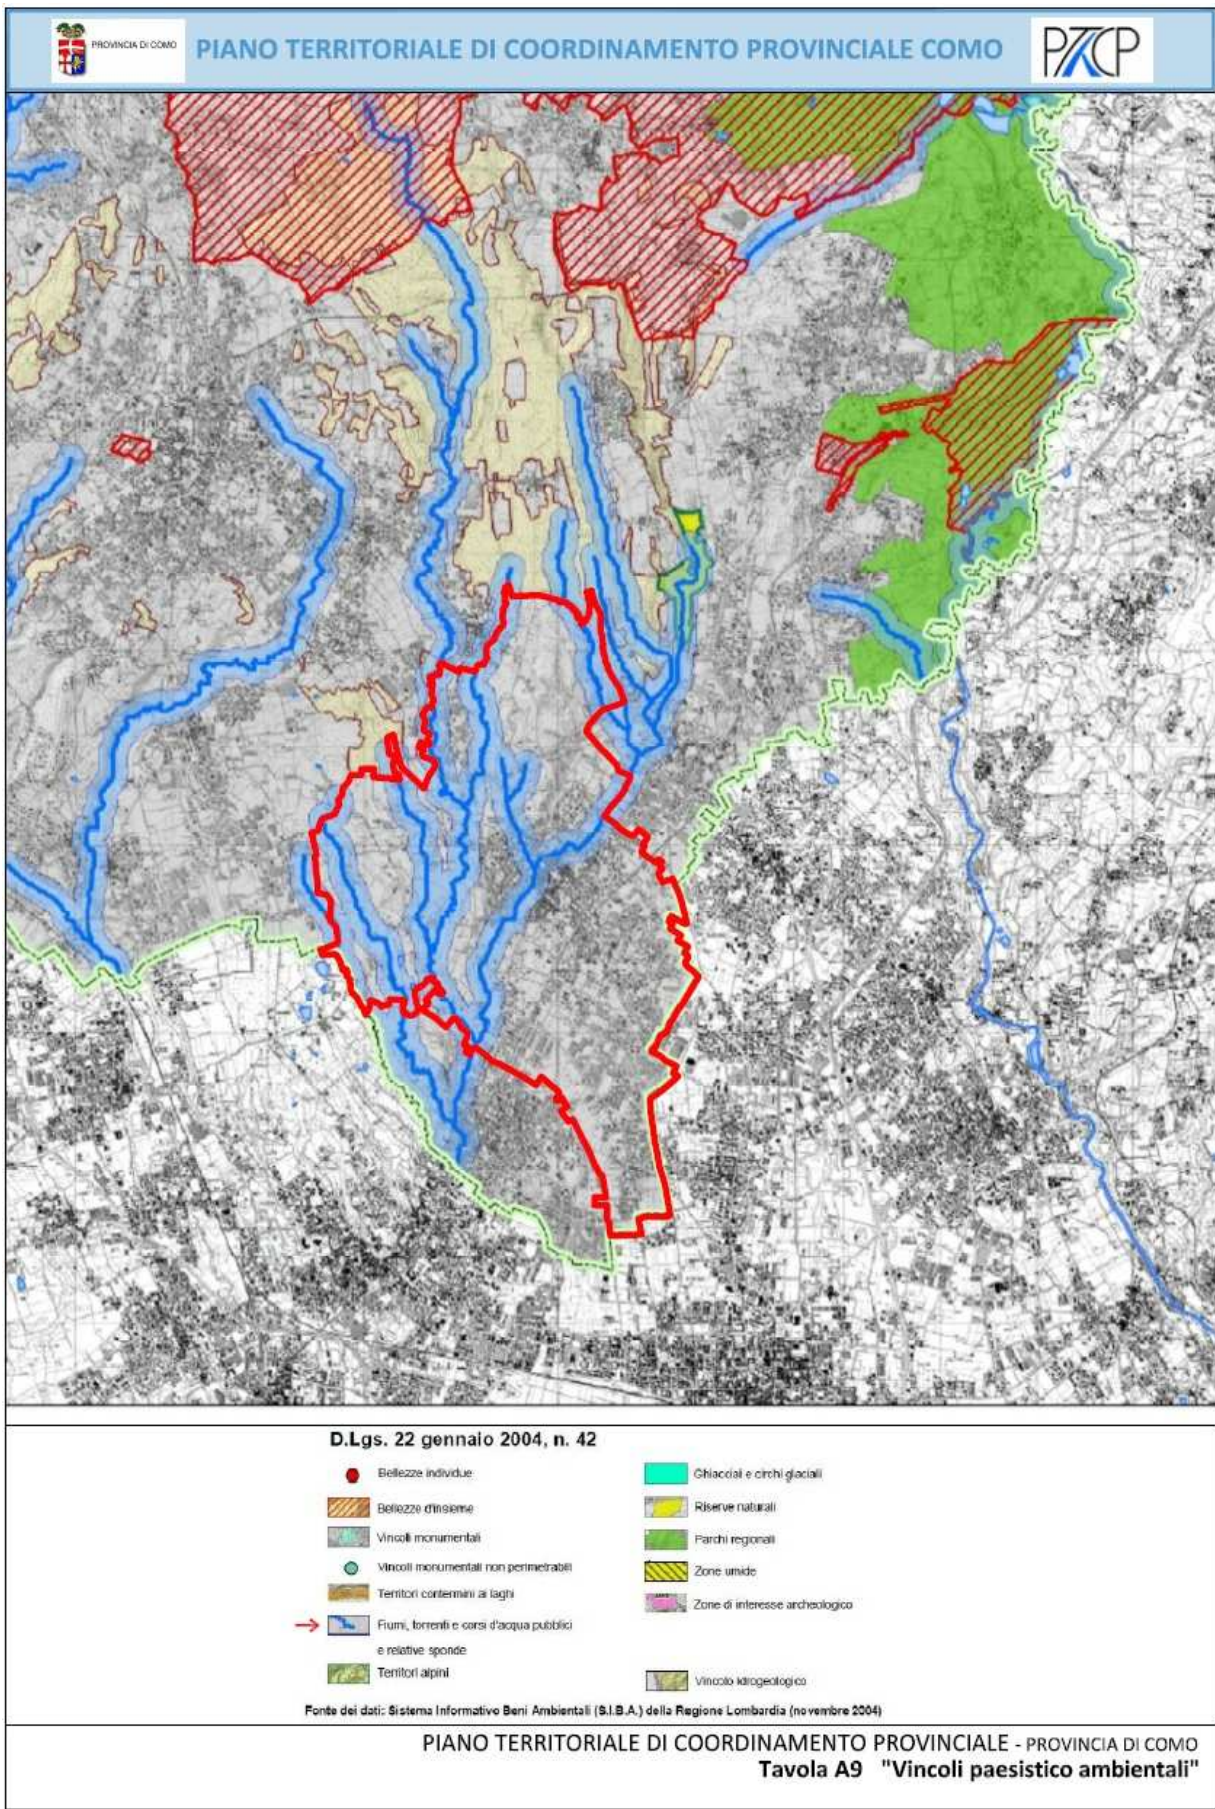 PROVINCIA DI COMO
PIANO TERRITORIALE DI COORDINAMENTO PROVINCIALE COMO
PTCP
D.Lgs. 22 gennaio 2004, n. 42
Bellezze individue
Bellezze d'insieme
Vincoli monumentali
Vincoli monumentali non perimetrabili
Territori contermini ai laghi
Fiumi, torrenti e corsi d'acqua pubblici
e relative sponde
Territori alpini
Ghiacciai e circhi glaciali
Riserve naturali
Parchi regionali
Zone umide
Zone di interesse archeologico
Vincolo idrogeologico
Fonte dei dati: Sistema Informativo Beni Ambientali (S.I.B.A.) della Regione Lombardia (novembre 2004)
PIANO TERRITORIALE DI COORDINAMENTO PROVINCIALE - PROVINCIA DI COMO
Tavola A9 "Vincoli paesistico ambientali"